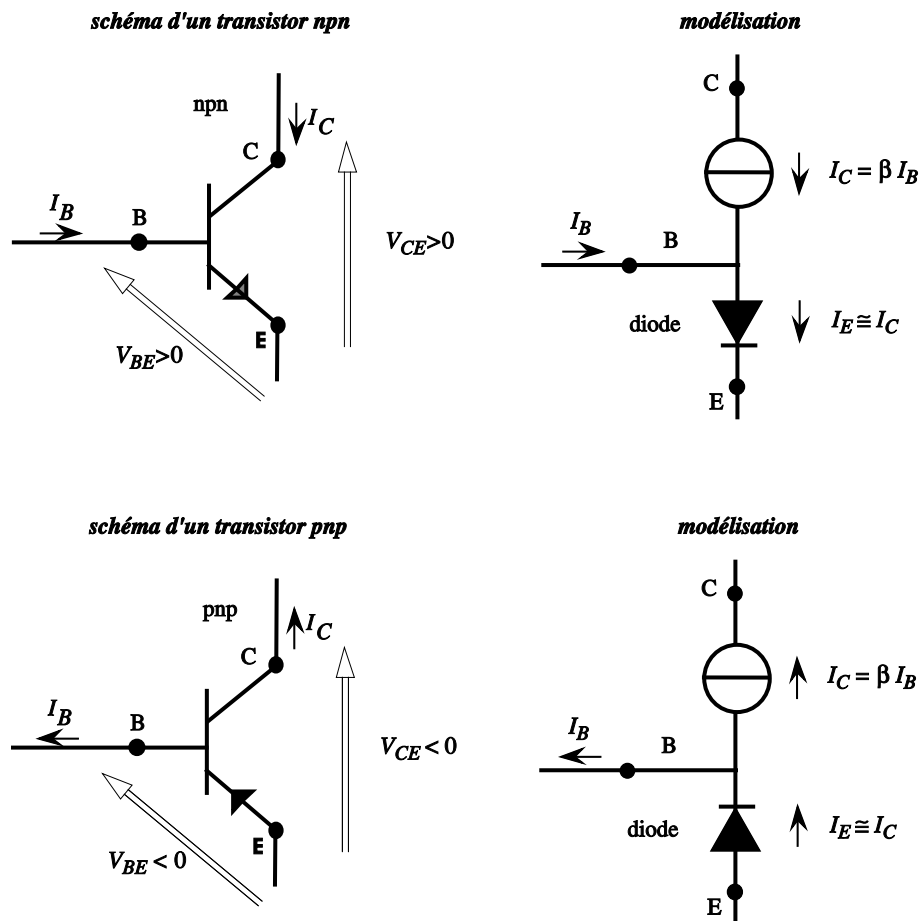 schéma d'un transistor npn
modélisation
npn
I_C
C
I_B
B
V_CE>0
E
V_BE>0
C
I_C = β I_B
I_B
B
diode
I_E ≅ I_C
E
schéma d'un transistor pnp
modélisation
pnp
I_C
C
I_B
B
V_CE < 0
E
V_BE < 0
C
I_C = β I_B
I_B
B
diode
I_E ≅ I_C
E